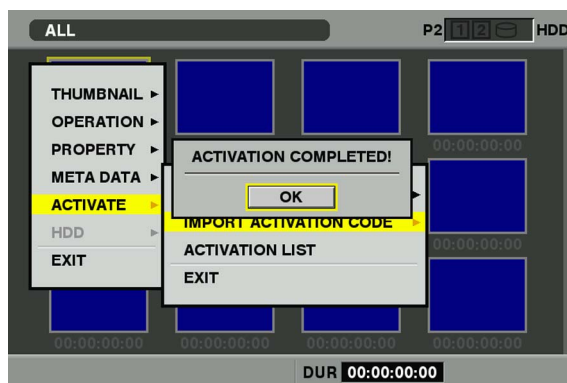 ALL
P2 1 2 HDD
THUMBNAIL
OPERATION
PROPERTY
META DATA
ACTIVATE
HDD
EXIT
ACTIVATION COMPLETED!
OK
IMPORT ACTIVATION CODE
ACTIVATION LIST
EXIT
00:00:00:00
00:00:00:00
00:00:00:00
00:00:00:00
00:00:00:00
00:00:00:00
DUR 00:00:00:00